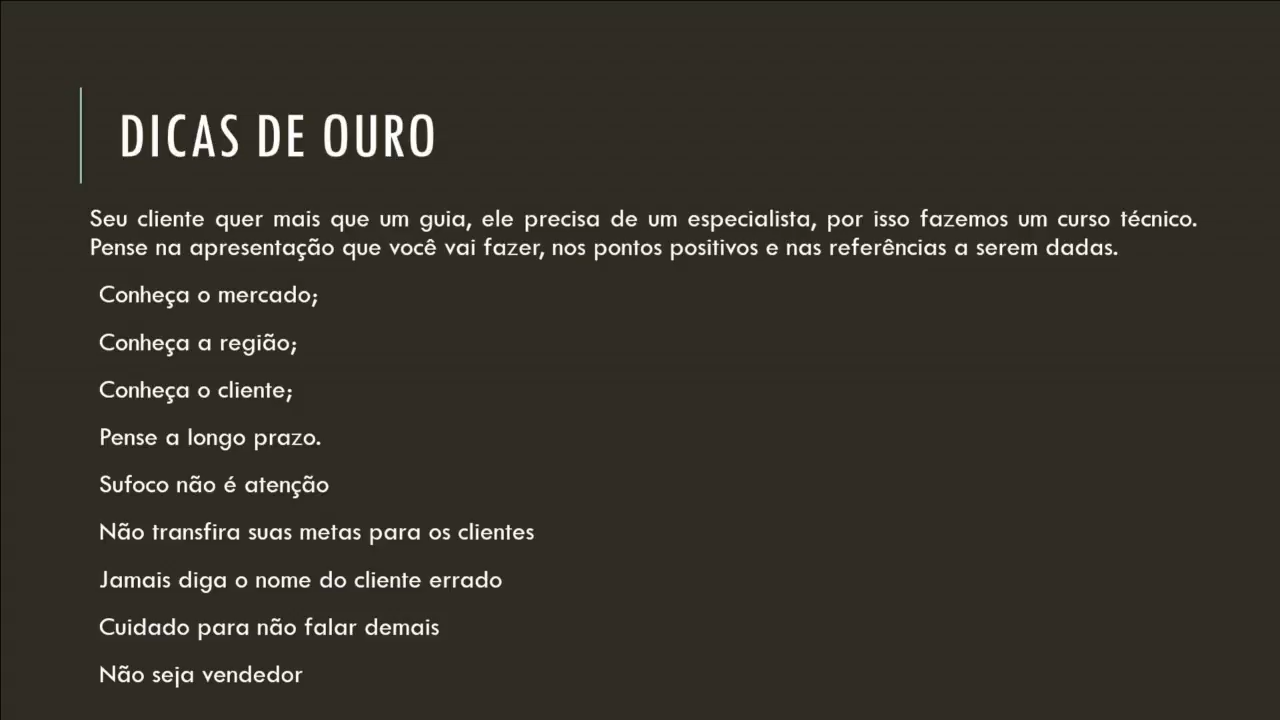 DICAS DE OURO
Seu cliente quer mais que um guia, ele precisa de um especialista, por isso fazemos um curso técnico.
Pense na apresentação que você vai fazer, nos pontos positivos e nas referências a serem dadas.
Conheça o mercado;
Conheça a região;
Conheça o cliente;
Pense a longo prazo.
Sufoco não é atenção
Não transfira suas metas para os clientes
Jamais diga o nome do cliente errado
Cuidado para não falar demais
Não seja vendedor